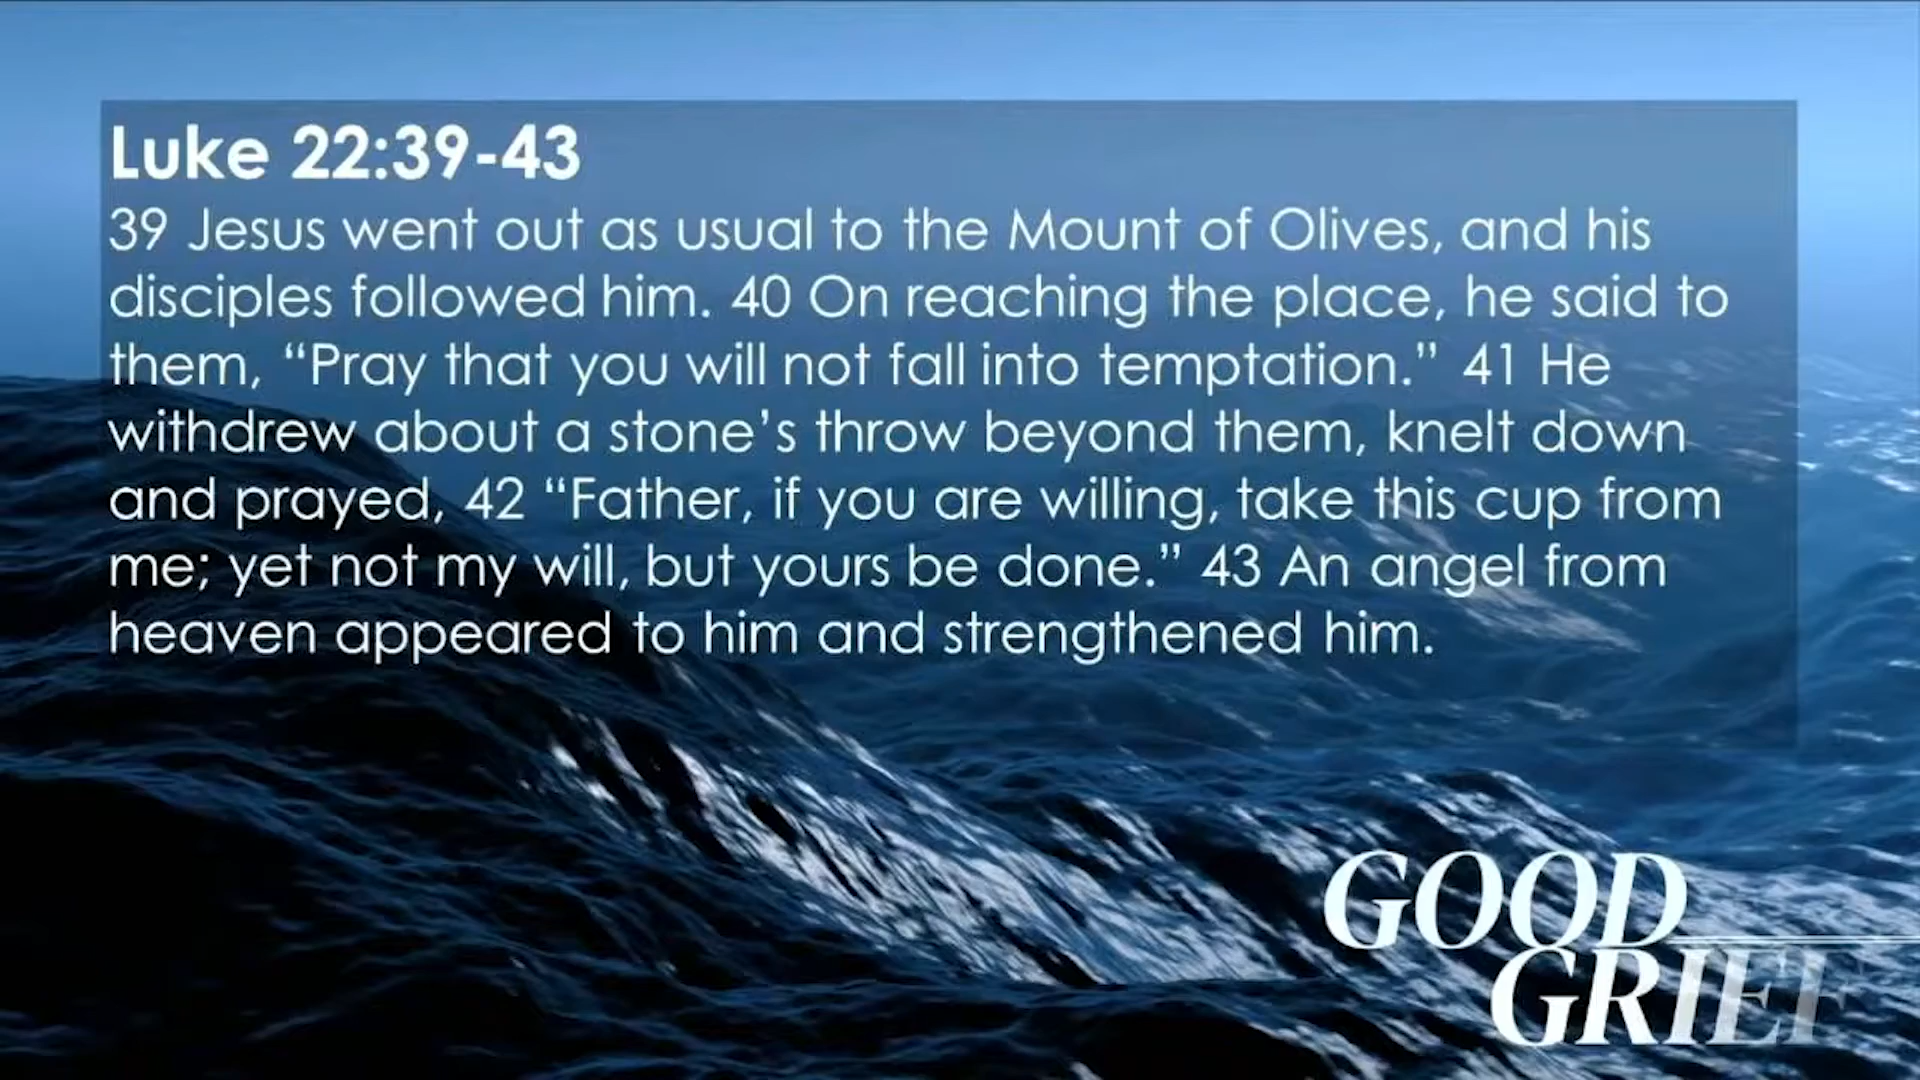 Luke 22:39-43
39 Jesus went out as usual to the Mount of Olives, and his
disciples followed him. 40 On reaching the place, he said to
them, “Pray that you will not fall into temptation.” 41 He
withdrew about a stone’s throw beyond them, knelt down
and prayed, 42 “Father, if you are willing, take this cup from
me; yet not my will, but yours be done.” 43 An angel from
heaven appeared to him and strengthened him.
GOOD
GRIEF